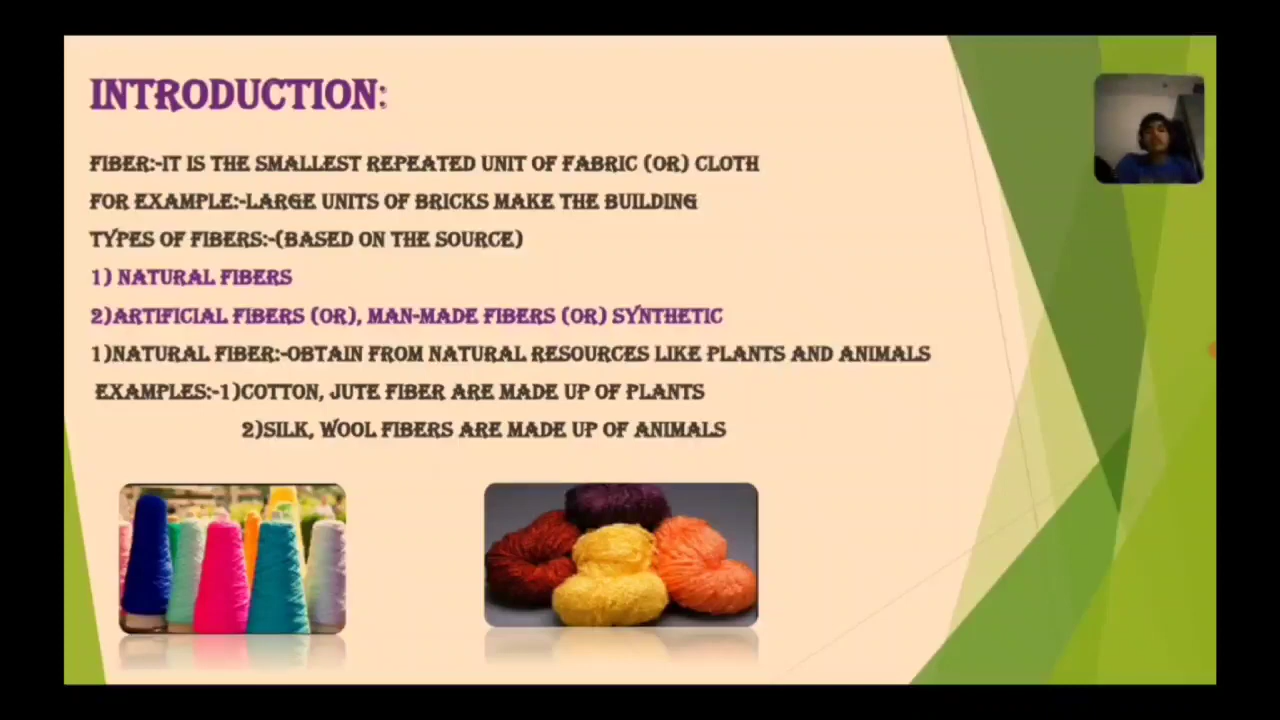 INTRODUCTION:
FIBER:-IT IS THE SMALLEST REPEATED UNIT OF FABRIC (OR) CLOTH
FOR EXAMPLE:-LARGE UNITS OF BRICKS MAKE THE BUILDING
TYPES OF FIBERS:-(BASED ON THE SOURCE)
1) NATURAL FIBERS
2)ARTIFICIAL FIBERS (OR), MAN-MADE FIBERS (OR) SYNTHETIC
1)NATURAL FIBER:-OBTAIN FROM NATURAL RESOURCES LIKE PLANTS AND ANIMALS
EXAMPLES:-1)COTTON, JUTE FIBER ARE MADE UP OF PLANTS
2)SILK, WOOL FIBERS ARE MADE UP OF ANIMALS